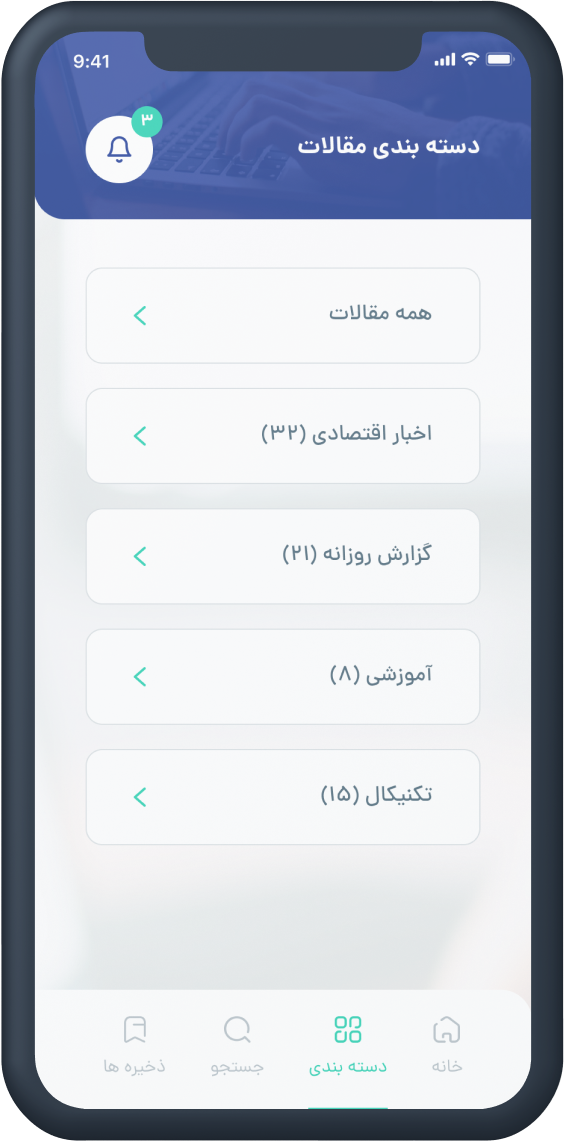 9:41
دسته بندی مقالات
۳
همه مقالات
اخبار اقتصادی (۳۲)
گزارش روزانه (۲۱)
آموزشی (۸)
تکنیکال (۱۵)
خانه
دسته بندی
جستجو
ذخیره ها